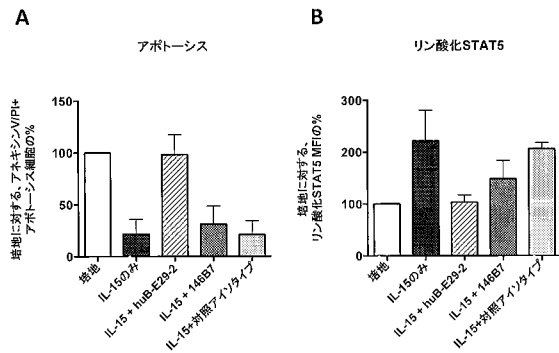 A
アポトーシス
培地に対する、アネキシンV/PI+
アポトーシス細胞の%
150
100
50
0
培地
IL-15のみ
IL-15 + huB-E29-2
IL-15 + 146B7
IL-15+対照アイソタイプ
B
リン酸化STAT5
培地に対する、
リン酸化STAT5 MFIの%
300
200
100
0
培地
IL-15のみ
IL-15 + huB-E29-2
IL-15 + 146B7
IL-15+対照アイソタイプ